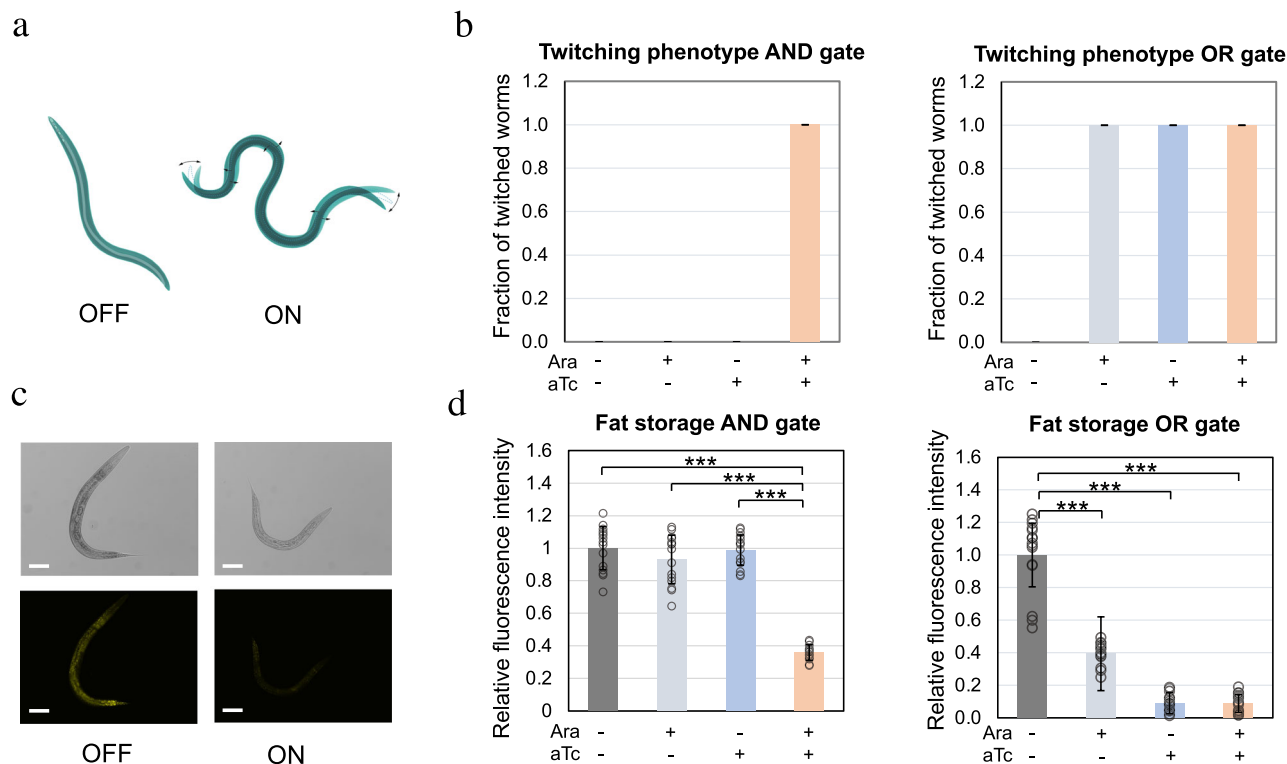 a
OFF
ON
b
Twitching phenotype AND gate
Fraction of twitched worms
1.2
1.0
0.8
0.6
0.4
0.2
0.0
Ara - + - +
aTc - - + +
Twitching phenotype OR gate
Fraction of twitched worms
1.2
1.0
0.8
0.6
0.4
0.2
0.0
Ara - + - +
aTc - - + +
c
OFF
ON
d
Fat storage AND gate
Relative fluorescence intensity
1.6
1.4
1.2
1
0.8
0.6
0.4
0.2
0
***
***
***
Ara - + - +
aTc - - + +
Fat storage OR gate
Relative fluorescence intensity
1.6
1.4
1.2
1.0
0.8
0.6
0.4
0.2
0.0
***
***
***
Ara - + - +
aTc - - + +